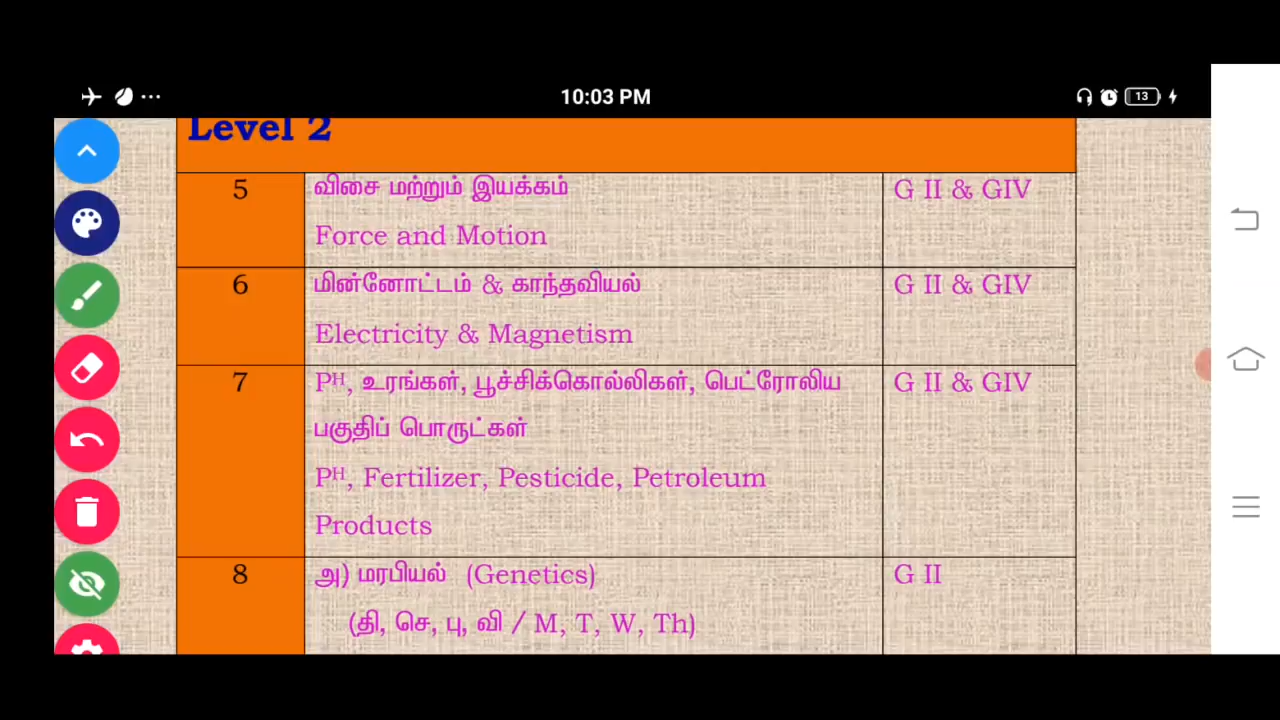 10:03 PM
13
Level 2
5
விசை மற்றும் இயக்கம்
G II & GIV
Force and Motion
6
மின்னோட்டம் & காந்தவியல்
G II & GIV
Electricity & Magnetism
7
Pᴴ, உரங்கள், பூச்சிக்கொல்லிகள், பெட்ரோலிய
G II & GIV
பகுதிப் பொருட்கள்
Pᴴ, Fertilizer, Pesticide, Petroleum
Products
8
அ) மரபியல் (Genetics)
G II
(தி, செ, பு, வி / M, T, W, Th)